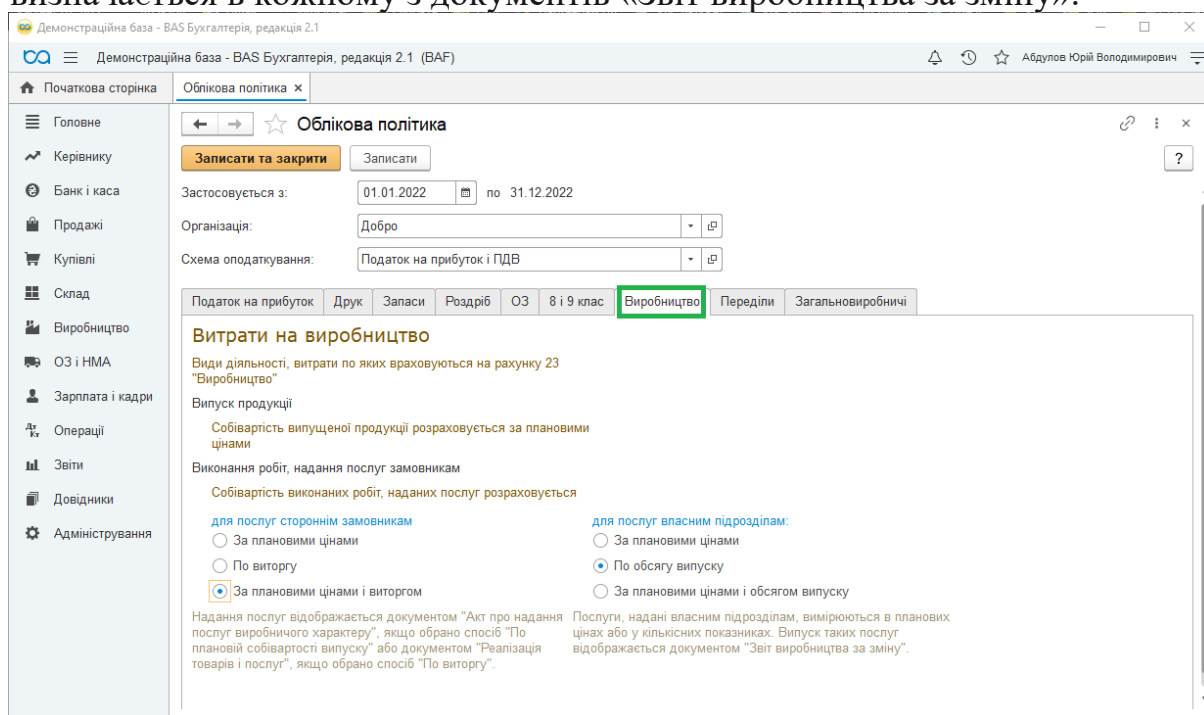 визначається в кожному з документів «Звіт виробництва за зміну».
Демонстраційна база - BAS Бухгалтерія, редакція 2.1
Демонстраційна база - BAS Бухгалтерія, редакція 2.1 (BAF)
Абдулов Юрій Володимирович
Початкова сторінка
Облікова політика ×
Головне
Керівнику
Банк і каса
Продажі
Купівлі
Склад
Виробництво
ОЗ і НМА
Зарплата і кадри
Операції
Звіти
Довідники
Адміністрування
Облікова політика
Записати та закрити
Записати
?
Застосовується з: 01.01.2022 по 31.12.2022
Організація: Добро
Схема оподаткування: Податок на прибуток і ПДВ
Податок на прибуток Друк Запаси Роздріб ОЗ 8 і 9 клас Виробництво Переділи Загальновиробничі
Витрати на виробництво
Види діяльності, витрати по яких враховуються на рахунку 23
"Виробництво"
Випуск продукції
Собівартість випущеної продукції розраховується за плановими
цінами
Виконання робіт, надання послуг замовникам
Собівартість виконаних робіт, наданих послуг розраховується
для послуг стороннім замовникам
За плановими цінами
По виторгу
За плановими цінами і виторгом
Надання послуг відображається документом "Акт про надання
послуг виробничого характеру", якщо обрано спосіб "По
плановій собівартості випуску" або документом "Реалізація
товарів і послуг", якщо обрано спосіб "По виторгу".
для послуг власним підрозділам:
За плановими цінами
По обсягу випуску
За плановими цінами і обсягом випуску
Послуги, надані власним підрозділам, вимірюються в планових
цінах або у кількісних показниках. Випуск таких послуг
відображається документом "Звіт виробництва за зміну".